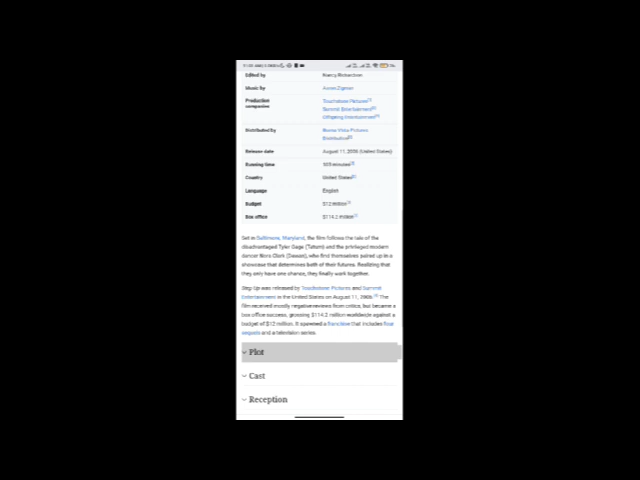 Edited by Nancy Richardson
Music by Aaron Zigman
Production Touchstone Pictures
companies Summit Entertainment
Offspring Entertainment
Distributed by Buena Vista Pictures
Distribution
Release date August 11, 2006 (United States)
Running time minutes
Country United States
Language English
Budget $12 million
Box office $114.2 million
Set in Baltimore, Maryland, the film follows the tale of the
disadvantaged Tyler Gage (Tatum) and the privileged modern
dancer Nora Clark (Dewan), who find themselves paired up in a
showcase that determines both of their futures. Realizing that
they only have one chance, they finally work together.
Step Up was released by Touchstone Pictures and Summit
Entertainment in the United States on August 11, 2006. The
film received mostly negative reviews from critics, but became a
box office success, grossing $114.2 million worldwide against a
budget of $12 million. It spawned a franchise that includes four
sequels and a television series.
Plot
Cast
Reception